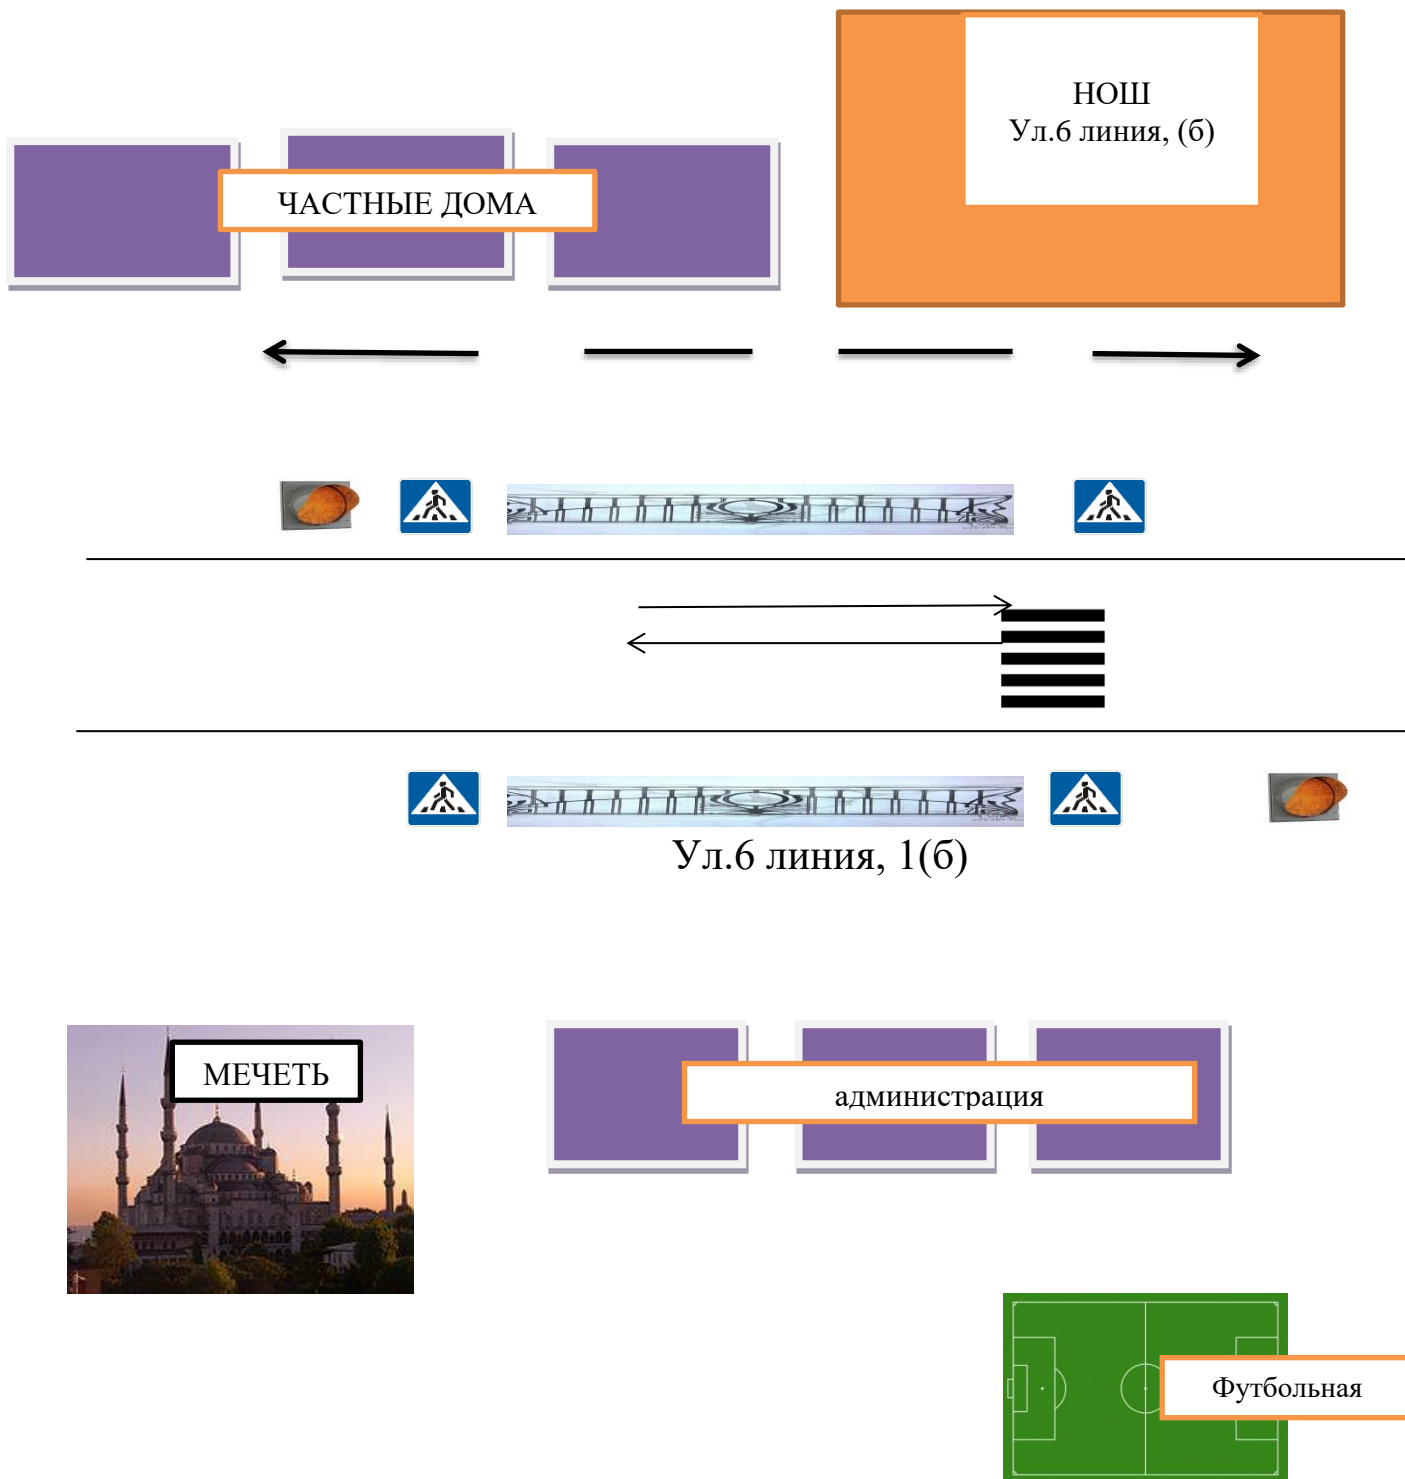 НОШ
Ул.6 линия, (б)
ЧАСТНЫЕ ДОМА
Ул.6 линия, 1(б)
МЕЧЕТЬ
администрация
Футбольная